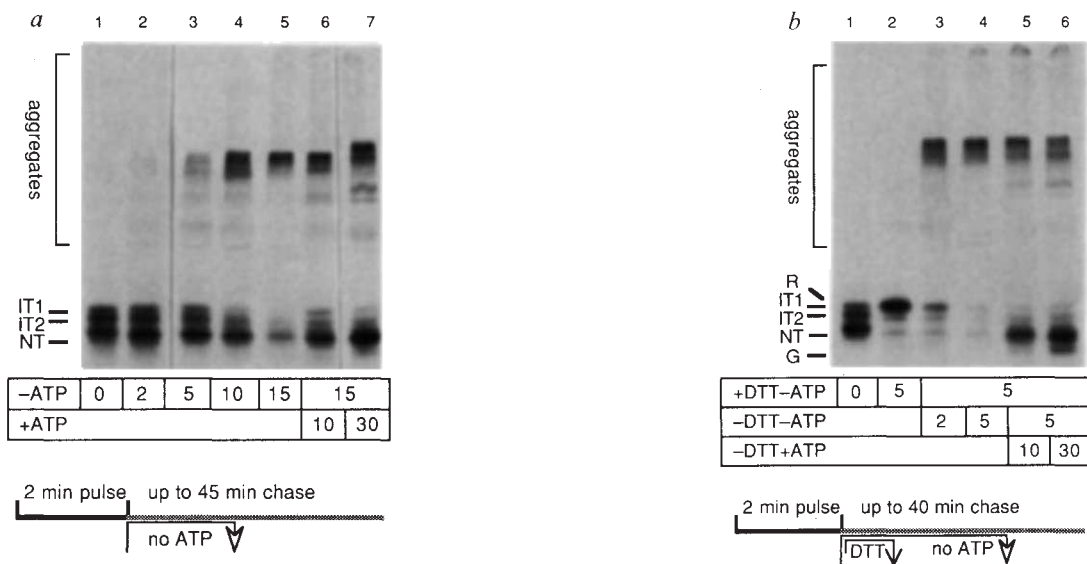 a
1 2 3 4 5 6 7
aggregates
IT1
IT2
NT
–ATP 0 2 5 10 15 15
+ATP 10 30
2 min pulse up to 45 min chase
no ATP
b
1 2 3 4 5 6
aggregates
R
IT1
IT2
NT
G
+DTT–ATP 0 5 5
–DTT–ATP 2 5 5
–DTT+ATP 10 30
2 min pulse up to 40 min chase
DTT no ATP